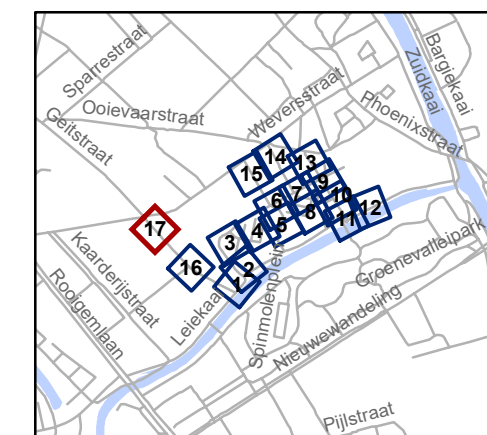 Sparrestraat
Bargiekaai
Zuidkaai
Weversstraat
Ooievaarstraat
Phoenixstraat
Geitstraat
14
13
15
9
7
10
6
12
8
11
5
17
4
3
16
2
1
Kaarderijstraat
Groenevalleipark
Rooigemlaan
Leiekaai
Spinmolenplein
Nieuwewandeling
Pijlstraat